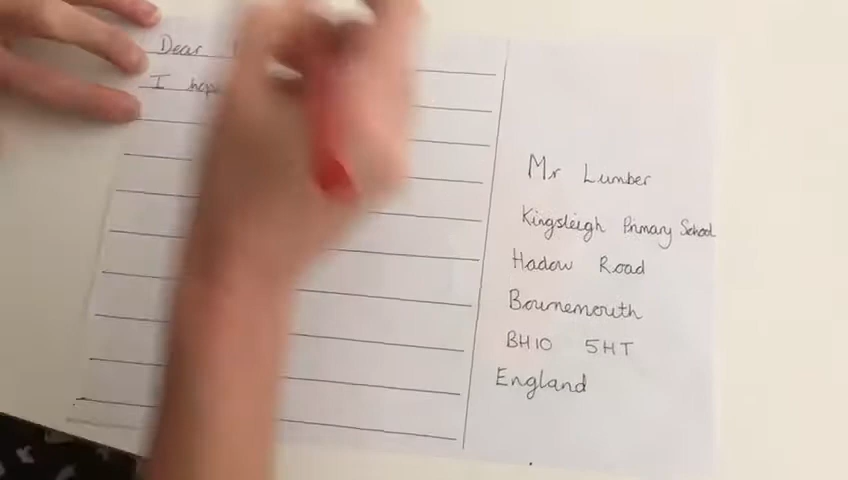 Dear
I hope
Mr Lumber
Kingsleigh Primary School
Hadow Road
Bournemouth
BH10 5HT
England